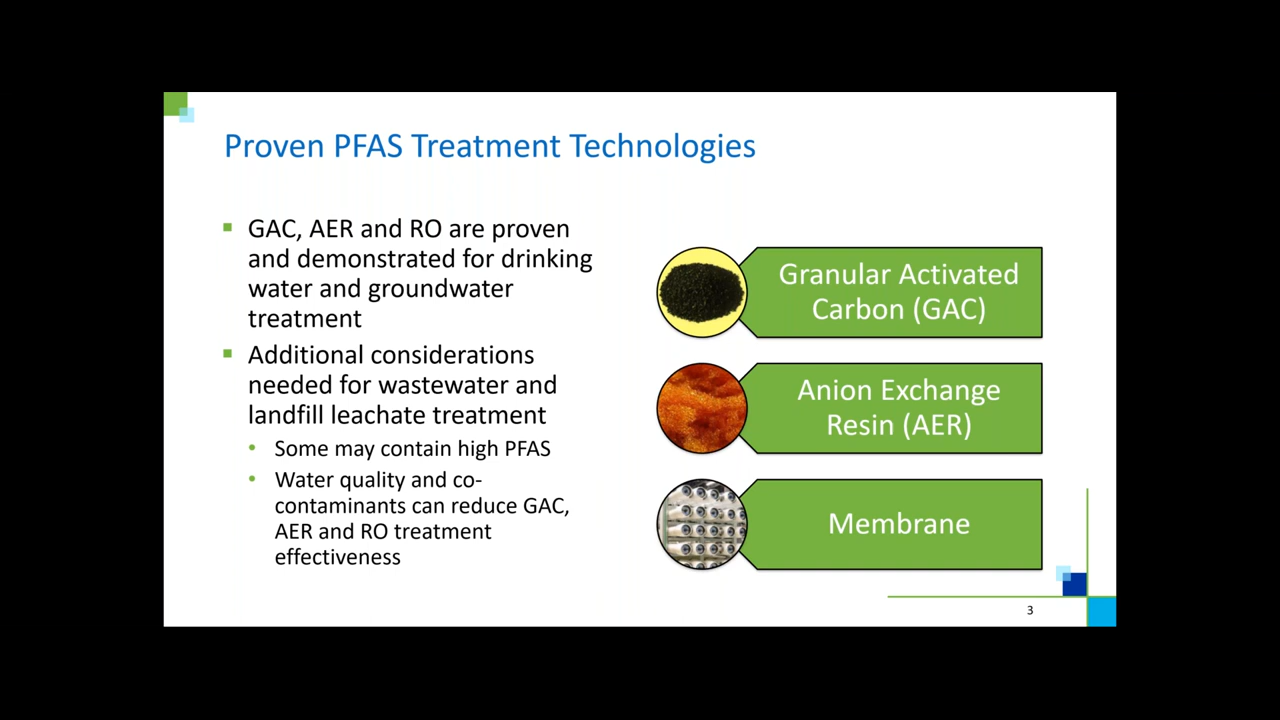 Proven PFAS Treatment Technologies
GAC, AER and RO are proven
and demonstrated for drinking
water and groundwater
treatment
Additional considerations
needed for wastewater and
landfill leachate treatment
Some may contain high PFAS
Water quality and co-
contaminants can reduce GAC,
AER and RO treatment
effectiveness
Granular Activated
Carbon (GAC)
Anion Exchange
Resin (AER)
Membrane
3